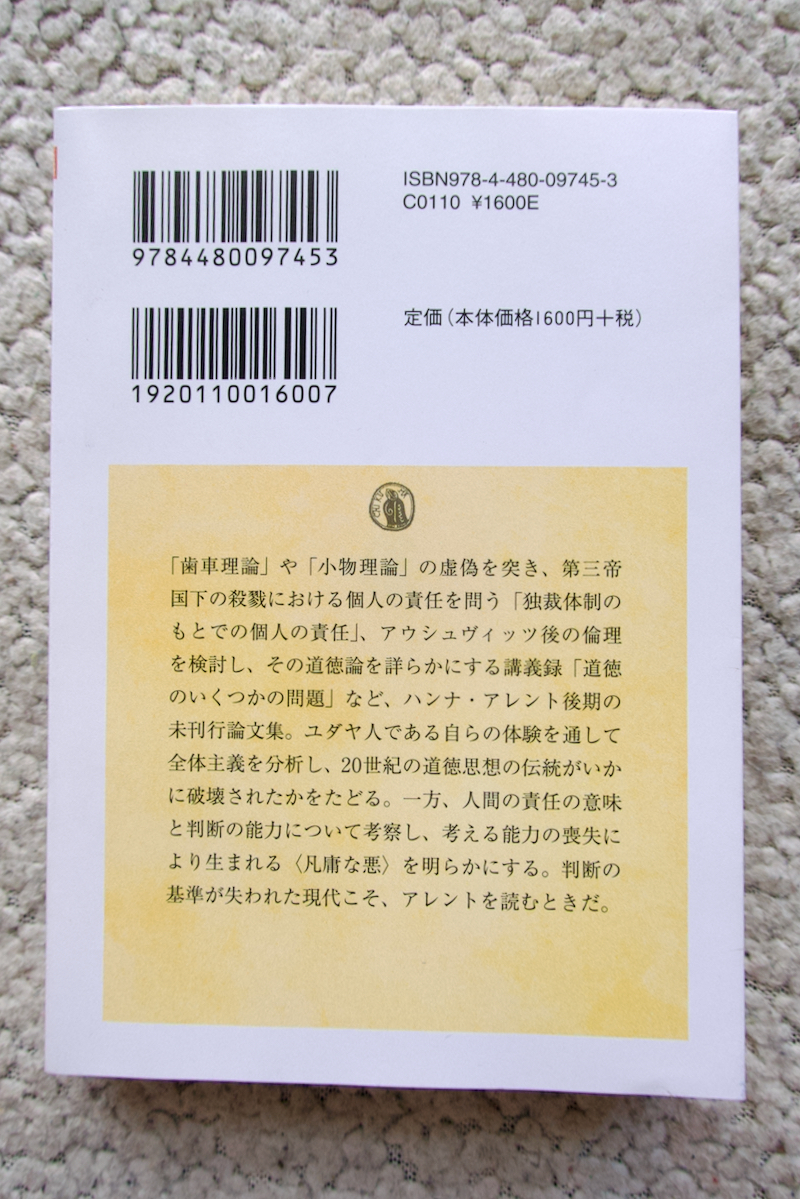 ISBN978-4-480-09745-3
C0110 ¥1600E
9784480097453
定価(本体価格1600円+税)
1920110016007
「歯車理論」や「小物理論」の虚偽を突き、第三帝
国下の殺戮における個人の責任を問う「独裁体制の
もとでの個人の責任」、アウシュヴィッツ後の倫理
を検討し、その道徳論を詳らかにする講義録「道徳
のいくつかの問題」など、ハンナ・アレント後期の
未刊行論文集。ユダヤ人である自らの体験を通して
全体主義を分析し、20世紀の道徳思想の伝統がいか
に破壊されたかをたどる。一方、人間の責任の意味
と判断の能力について考察し、考える能力の喪失に
より生まれる〈凡庸な悪〉を明らかにする。判断の
基準が失われた現代こそ、アレントを読むときだ。